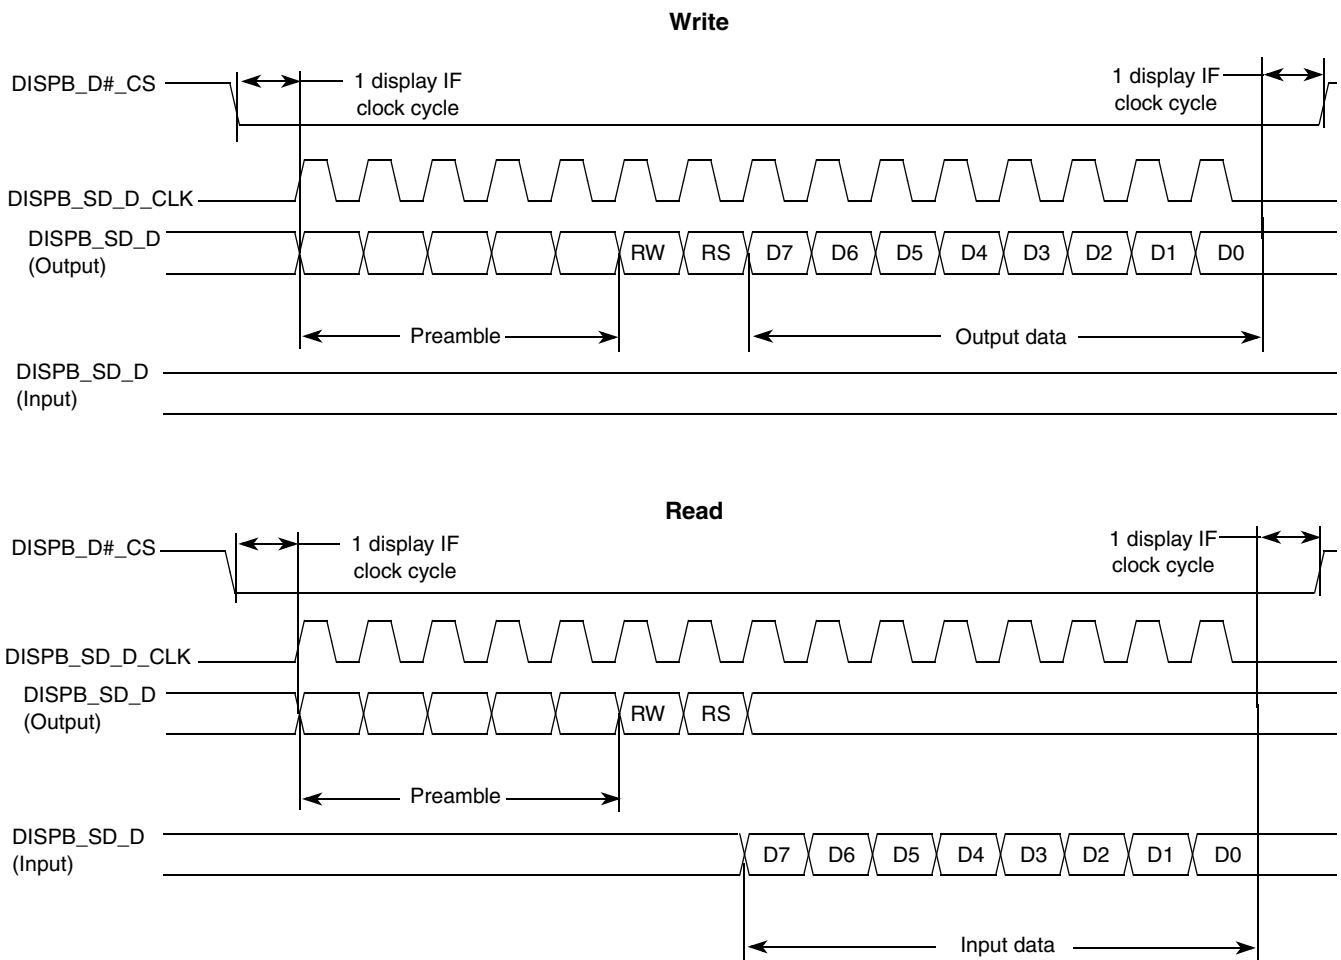 Write
DISPB_D#_CS
1 display IF
clock cycle
1 display IF
clock cycle
DISPB_SD_D_CLK
DISPB_SD_D
(Output)
RW RS D7 D6 D5 D4 D3 D2 D1 D0
Preamble
Output data
DISPB_SD_D
(Input)
Read
DISPB_D#_CS
1 display IF
clock cycle
1 display IF
clock cycle
DISPB_SD_D_CLK
DISPB_SD_D
(Output)
RW RS
Preamble
DISPB_SD_D
(Input)
D7 D6 D5 D4 D3 D2 D1 D0
Input data